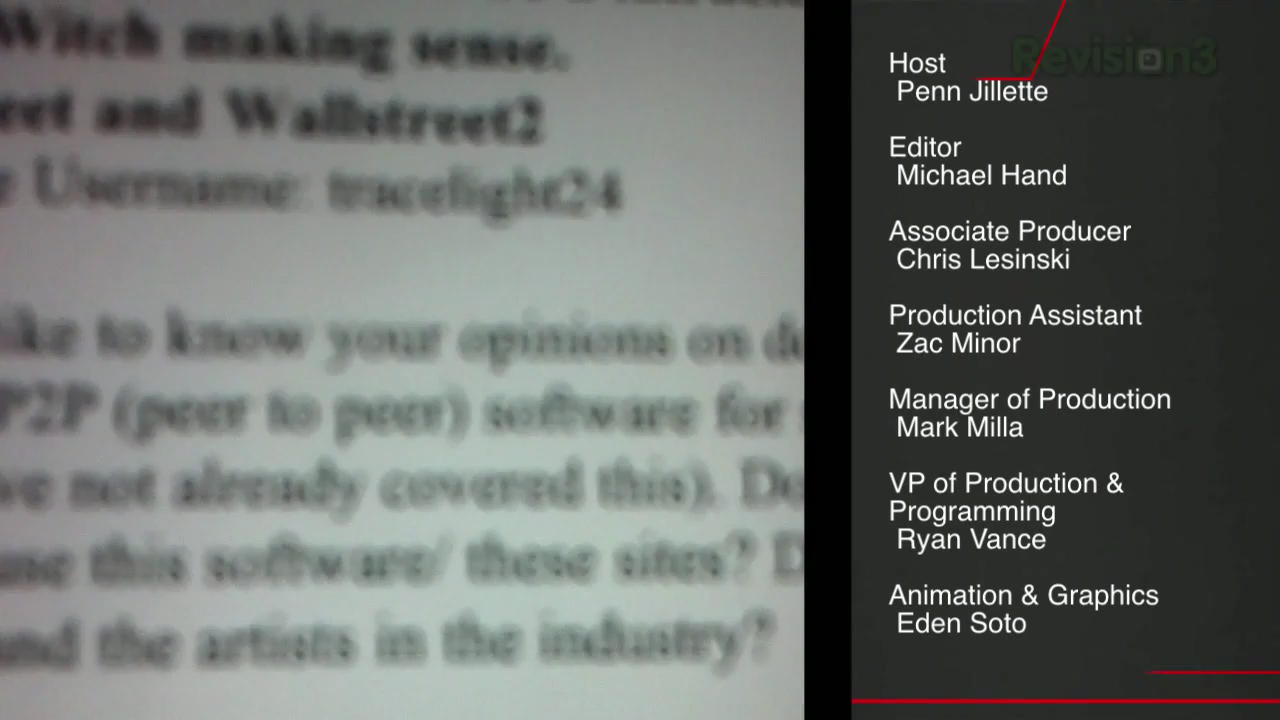 Witch making sense.
and Wallstreet2
Username: tracelight24
to know your opinions on
P2P (peer to peer) software for
not already covered this).
this software/ these sites?
the artists in the industry?
Revision3
Host
Penn Jillette
Editor
Michael Hand
Associate Producer
Chris Lesinski
Production Assistant
Zac Minor
Manager of Production
Mark Milla
VP of Production &
Programming
Ryan Vance
Animation & Graphics
Eden Soto